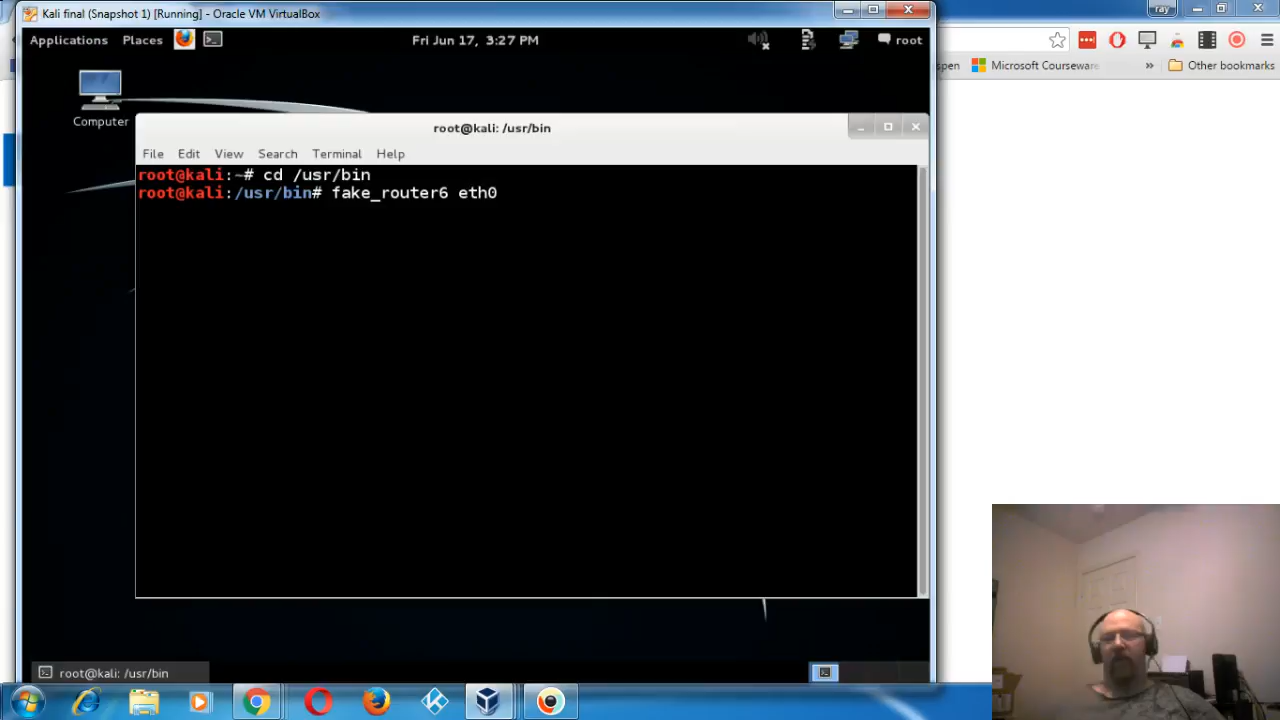 Kali final (Snapshot 1) [Running] - Oracle VM VirtualBox
ray
Applications Places Fri Jun 17, 3:27 PM root
spen Microsoft Courseware » Other bookmarks
Computer
root@kali: /usr/bin
File Edit View Search Terminal Help
root@kali:~# cd /usr/bin
root@kali:/usr/bin# fake_router6 eth0
root@kali: /usr/bin